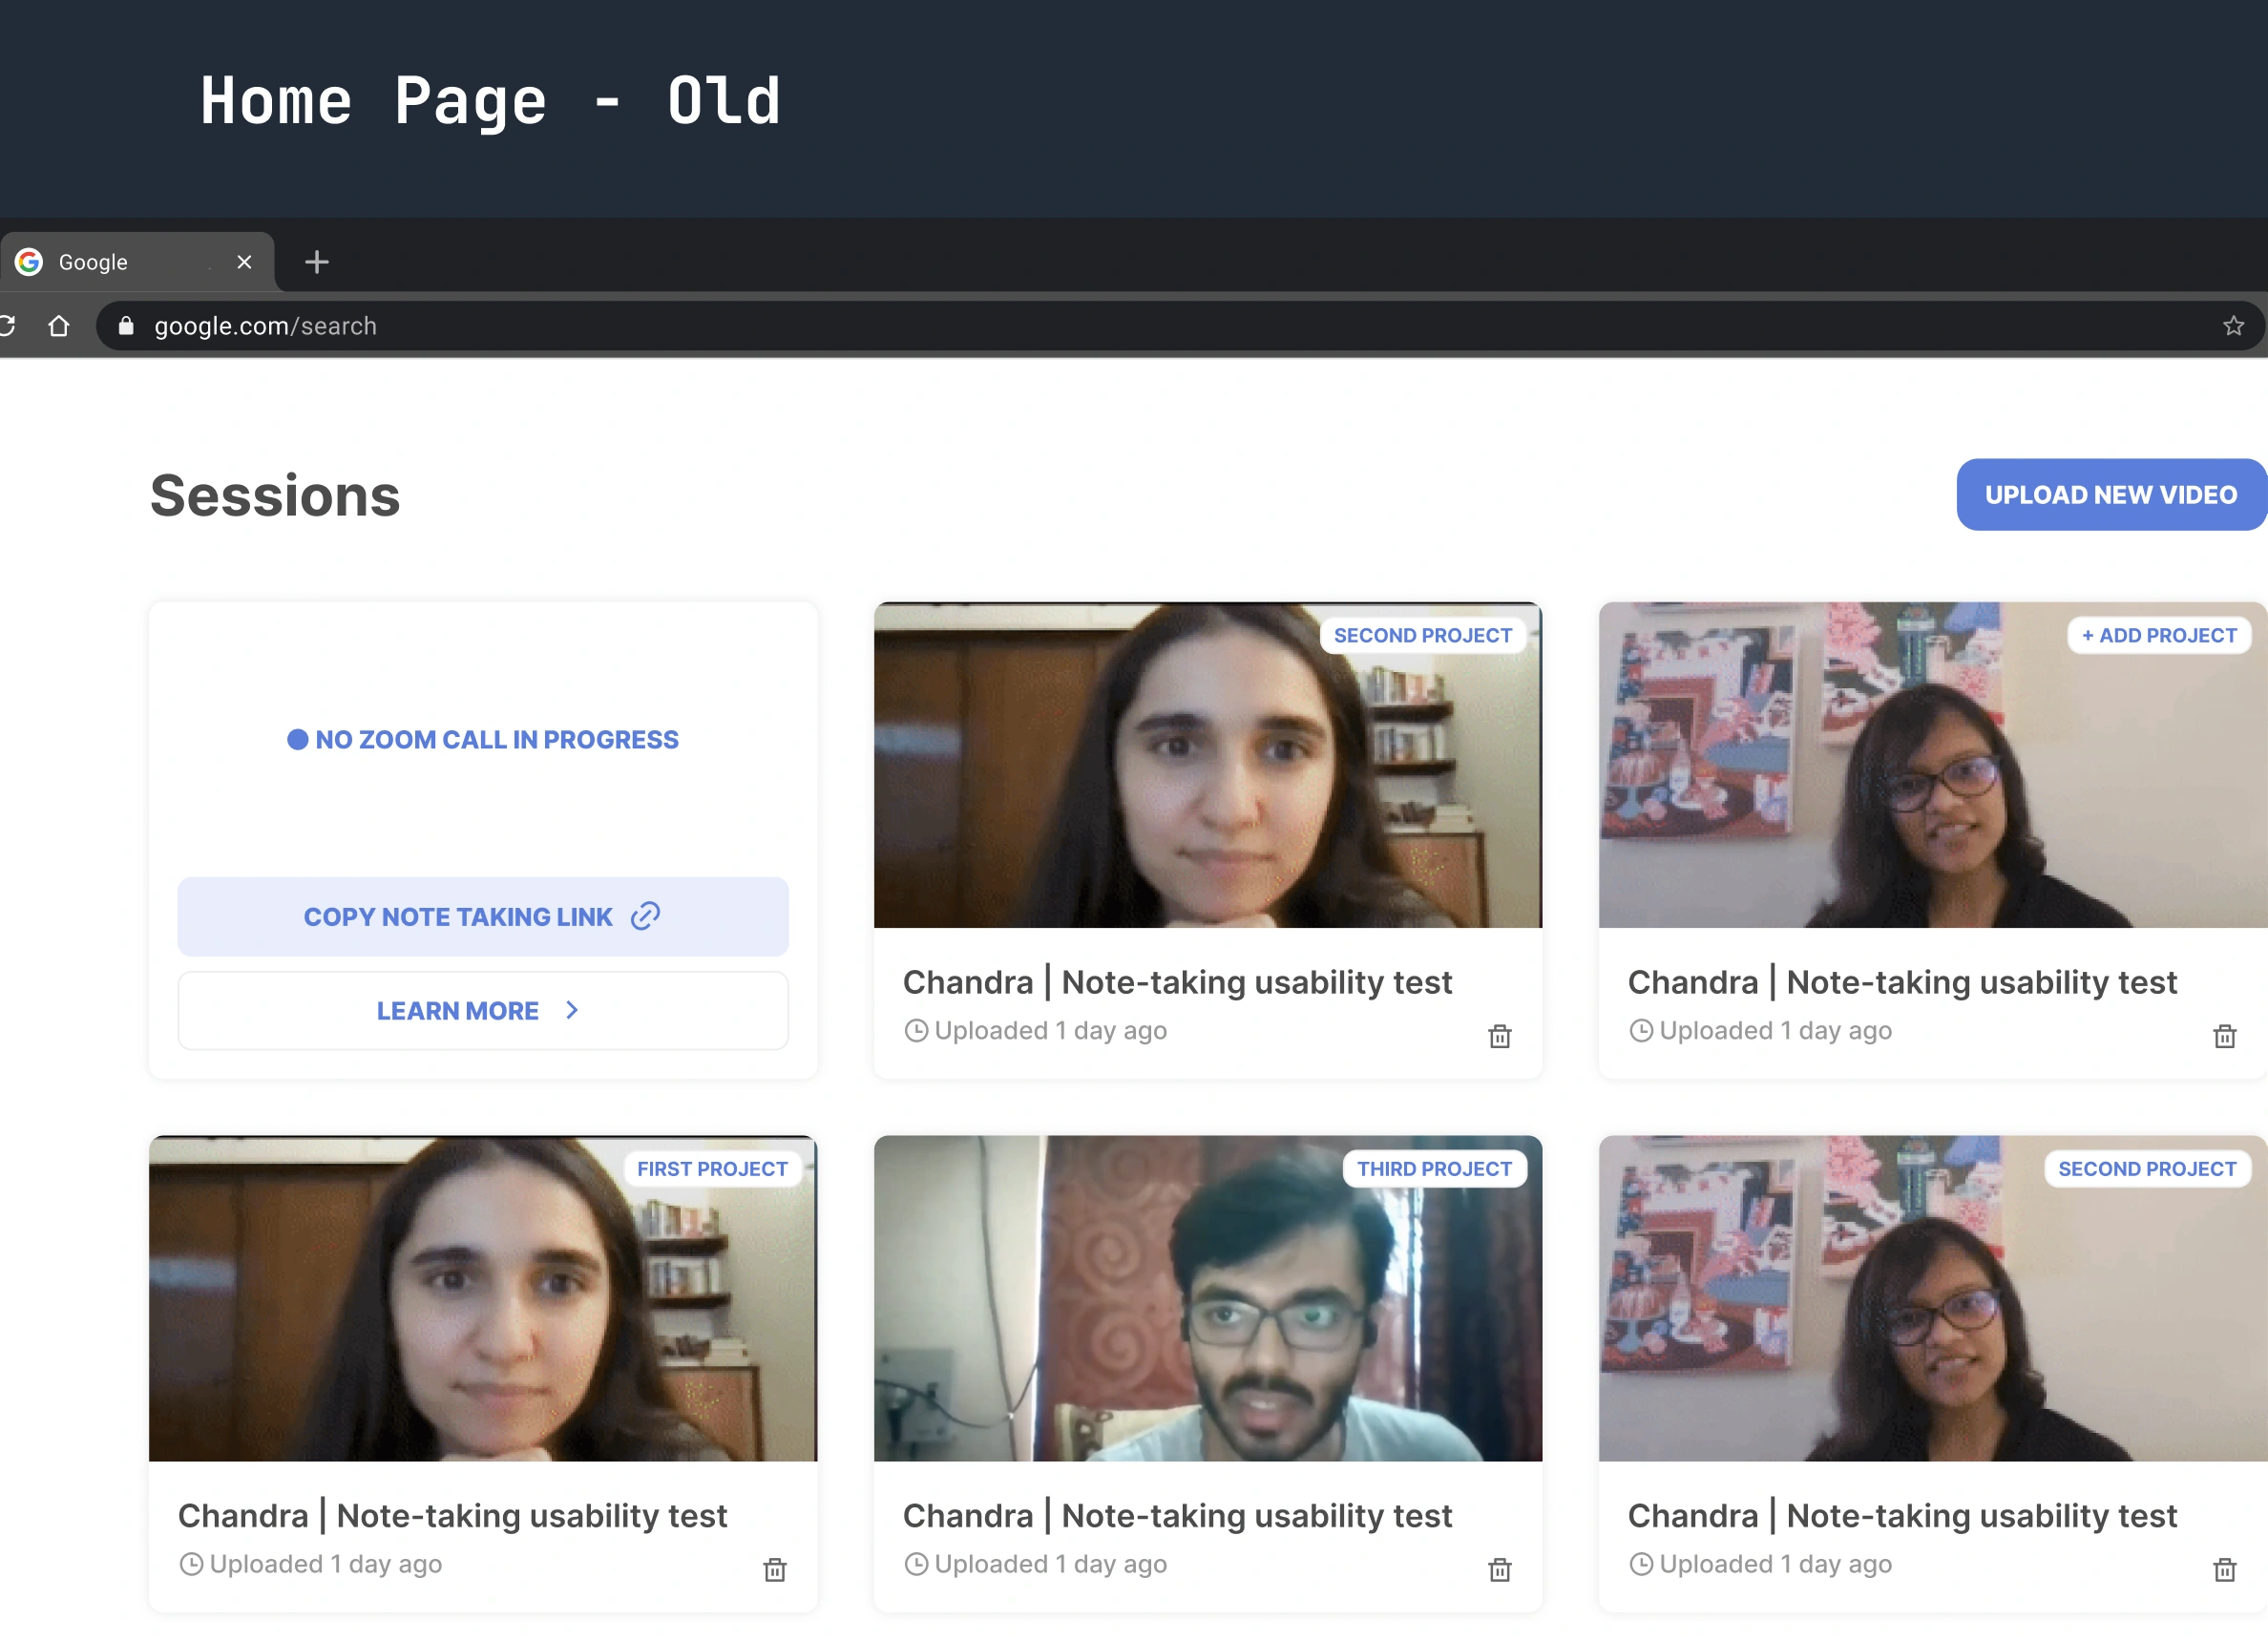 Home Page - Old
Google
google.com/search
Sessions
UPLOAD NEW VIDEO
NO ZOOM CALL IN PROGRESS
COPY NOTE TAKING LINK
LEARN MORE
SECOND PROJECT
Chandra | Note-taking usability test
Uploaded 1 day ago
+ ADD PROJECT
Chandra | Note-taking usability test
Uploaded 1 day ago
FIRST PROJECT
Chandra | Note-taking usability test
Uploaded 1 day ago
THIRD PROJECT
Chandra | Note-taking usability test
Uploaded 1 day ago
SECOND PROJECT
Chandra | Note-taking usability test
Uploaded 1 day ago